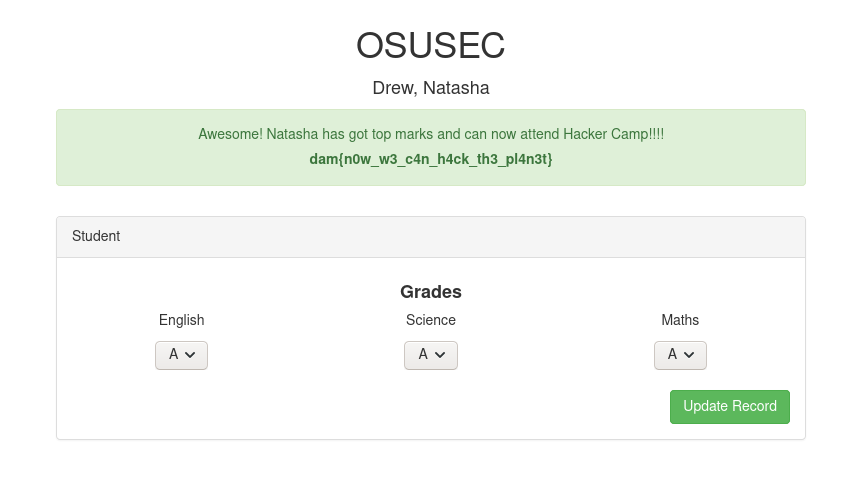 OSUSEC
Drew, Natasha
Awesome! Natasha has got top marks and can now attend Hacker Camp!!!!
dam{n0w_w3_c4n_h4ck_th3_pl4n3t}
Student
Grades
English Science Maths
A A A
Update Record